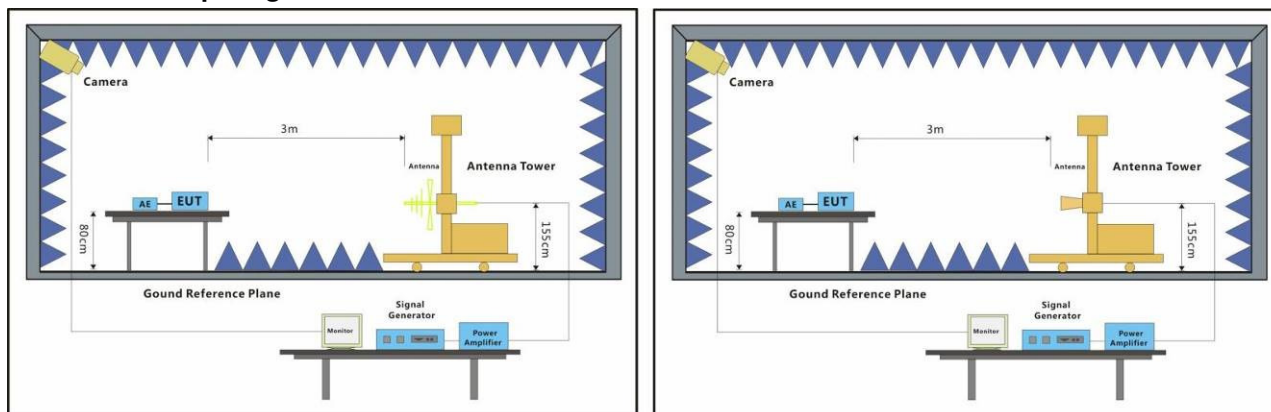 Camera
3m
Antenna
Antenna Tower
AE
EUT
80cm
155cm
Gound Reference Plane
Signal
Generator
Monitor
Power
Amplifier
Camera
3m
Antenna
Antenna Tower
AE
EUT
80cm
155cm
Gound Reference Plane
Signal
Generator
Monitor
Power
Amplifier